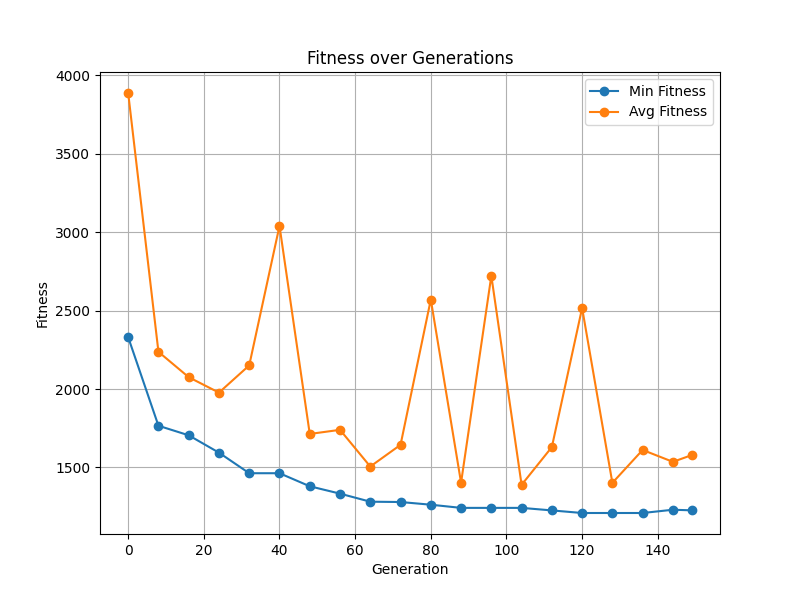 Fitness over Generations
Min Fitness
Avg Fitness
4000
3500
3000
2500
2000
1500
Fitness
0 20 40 60 80 100 120 140
Generation